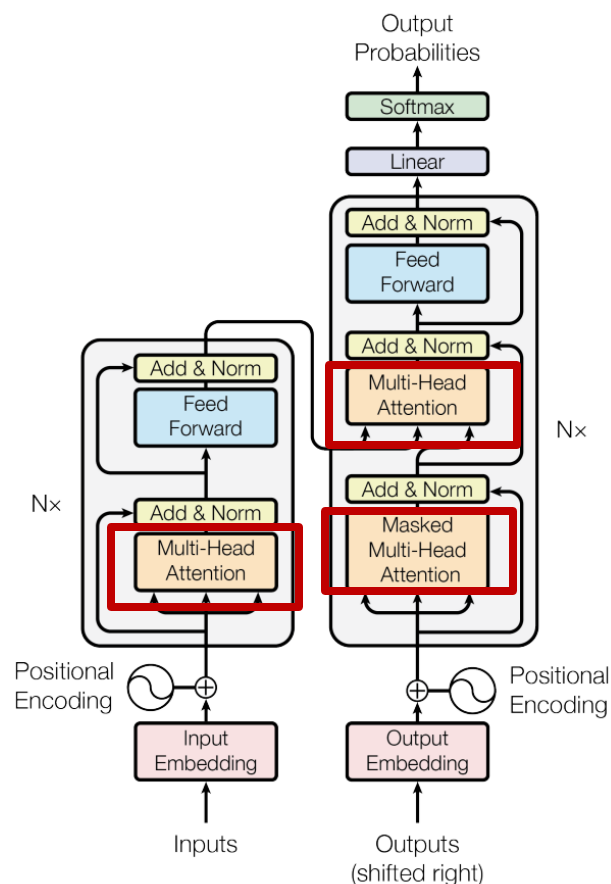 Output
Probabilities
Softmax
Linear
Add & Norm
Feed
Forward
Add & Norm
Multi-Head
Attention
Add & Norm
Masked
Multi-Head
Attention
N×
Add & Norm
Feed
Forward
Add & Norm
Multi-Head
Attention
N×
Positional
Encoding
Positional
Encoding
Input
Embedding
Output
Embedding
Inputs
Outputs
(shifted right)